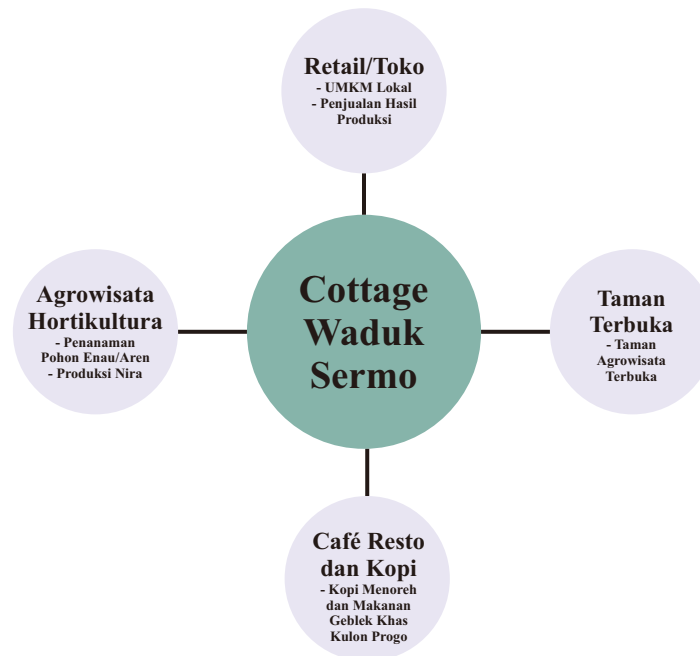 Retail/Toko
- UMKM Lokal
- Penjualan Hasil
Produksi
Agrowisata
Hortikultura
- Penanaman
Pohon Enau/Aren
- Produksi Nira
Cottage
Waduk
Sermo
Taman
Terbuka
- Taman
Agrowisata
Terbuka
Café Resto
dan Kopi
- Kopi Menoreh
dan Makanan
Geblek Khas
Kulon Progo